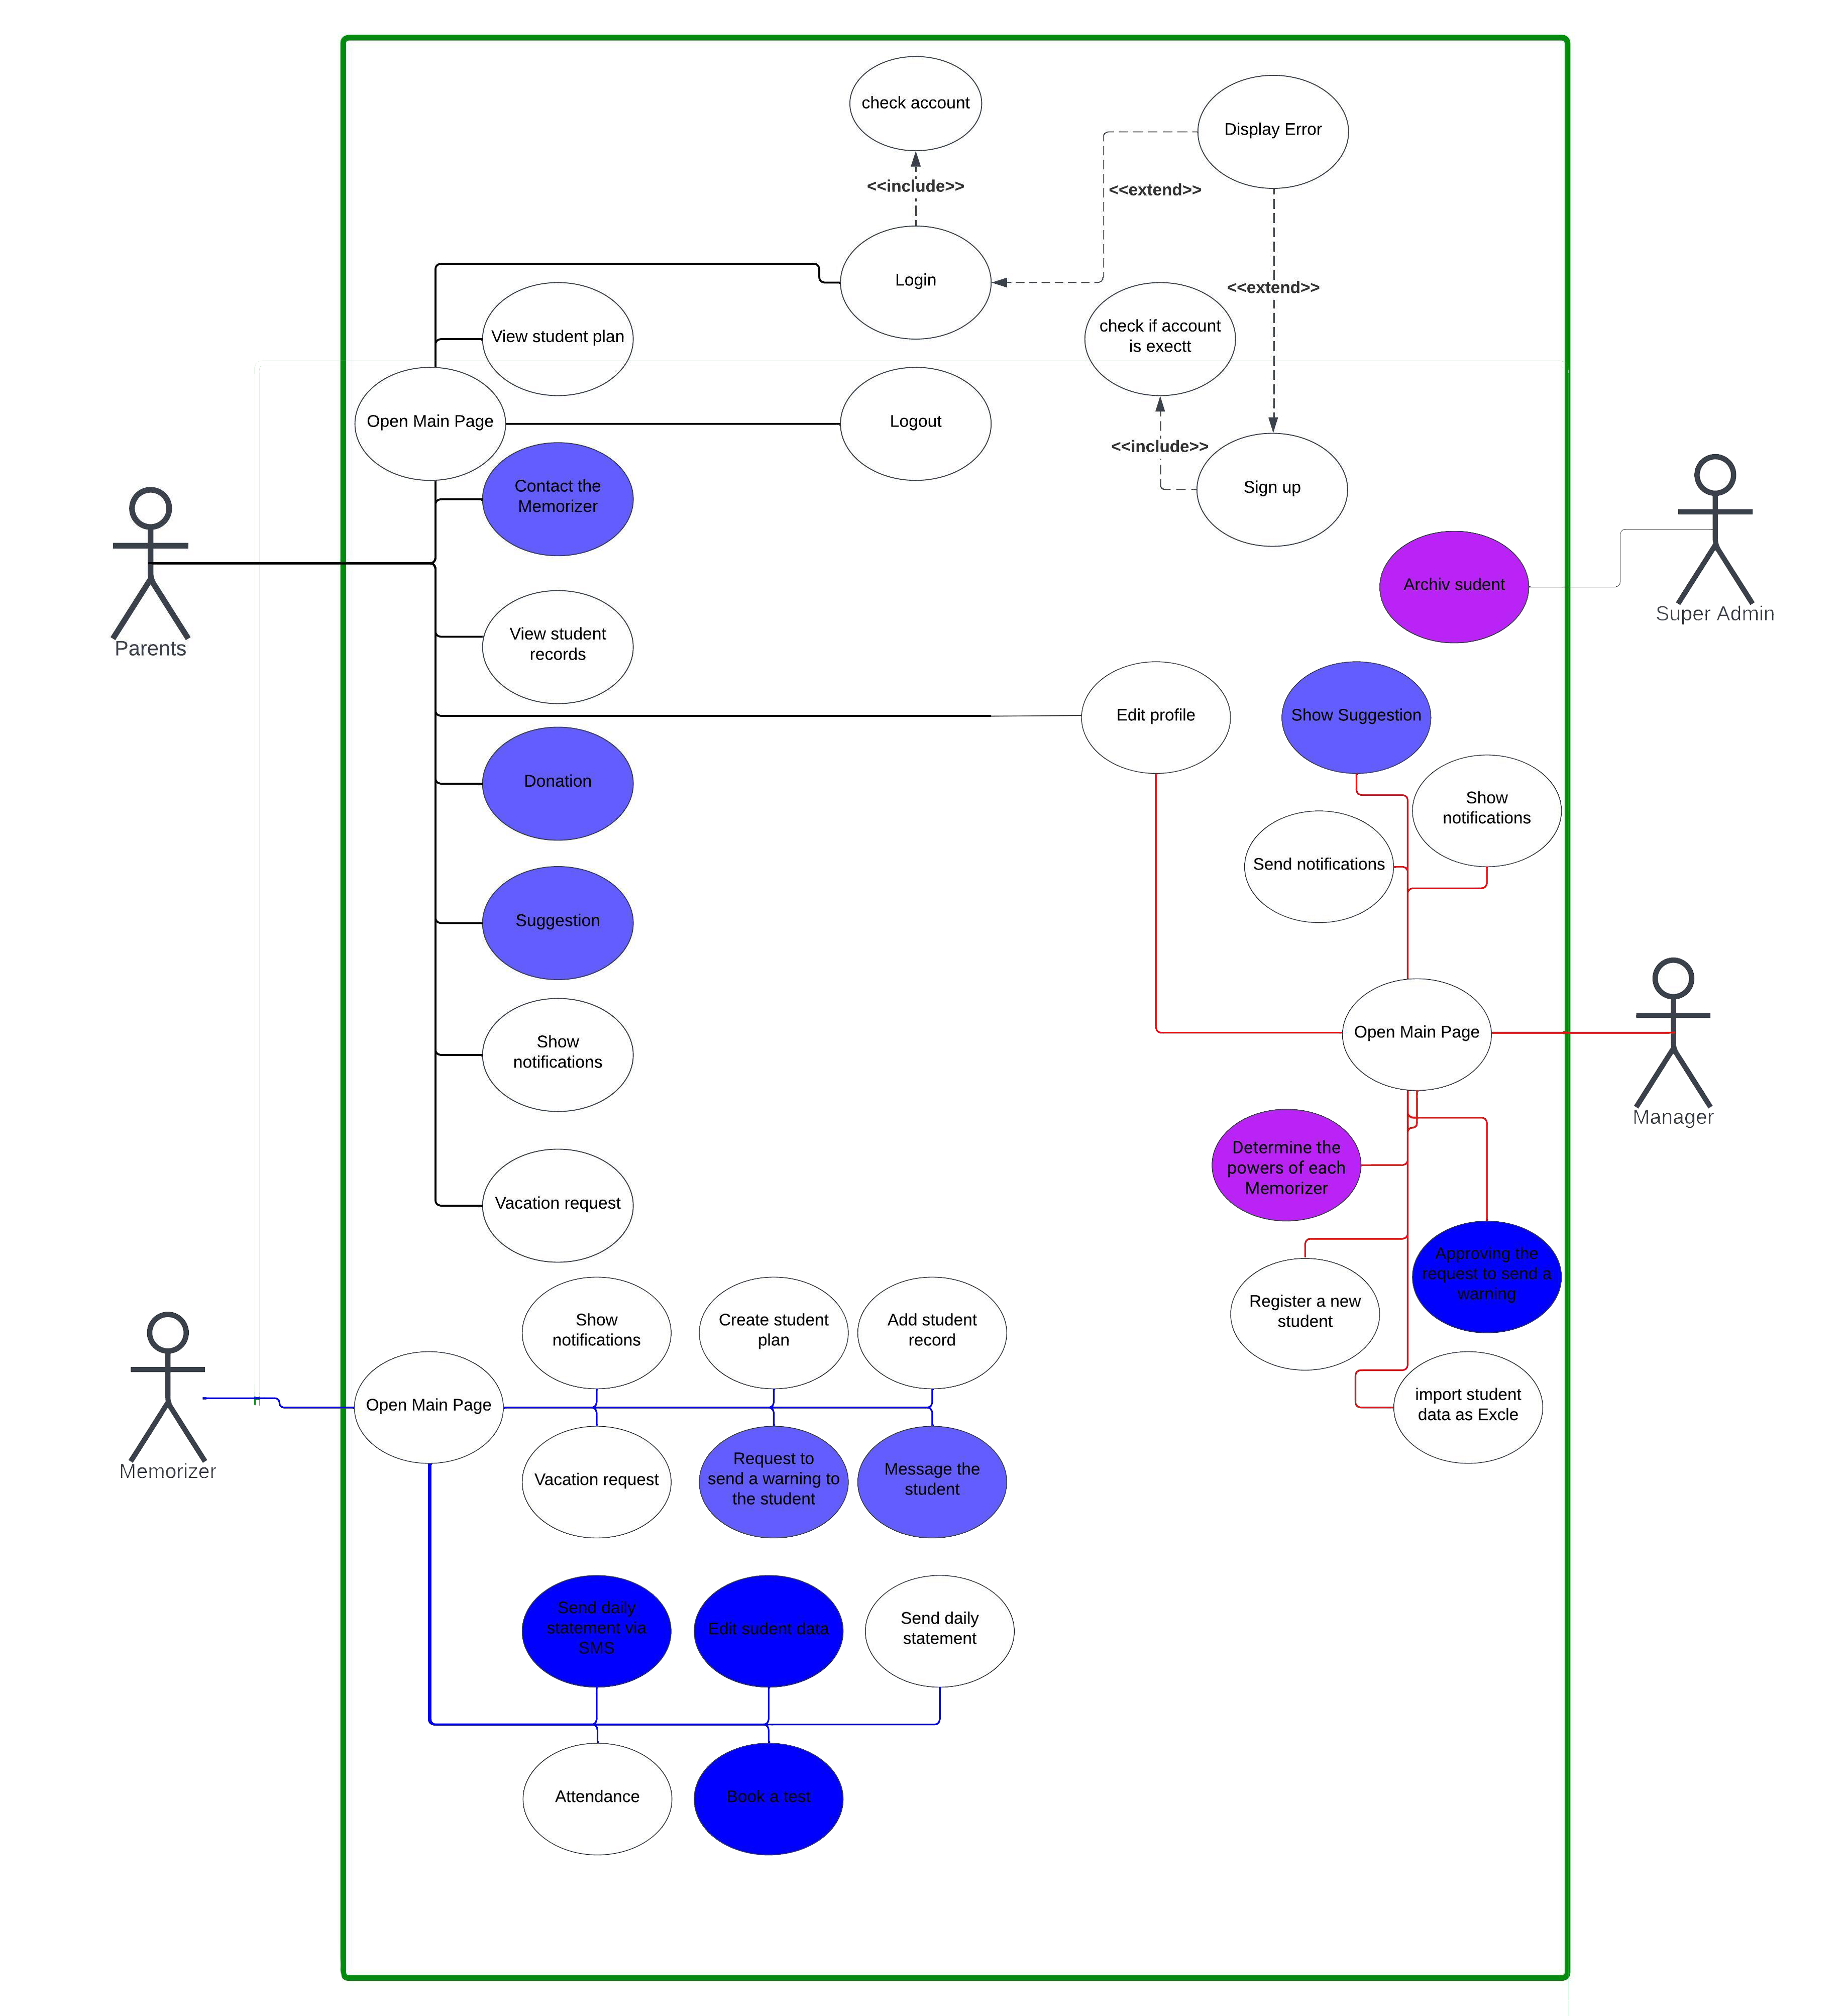 check account
Display Error
<<include>>
<<extend>>
Login
<<extend>>
View student plan
check if account
is exectt
Open Main Page
Logout
<<include>>
Contact the
Memorizer
Sign up
Archiv sudent
Super Admin
Parents
View student
records
Edit profile
Show Suggestion
Donation
Show
notifications
Send notifications
Suggestion
Show
notifications
Open Main Page
Manager
Determine the
powers of each
Memorizer
Vacation request
Approving the
request to send a
warning
Register a new
student
Show
notifications
Create student
plan
Add student
record
Open Main Page
import student
data as Excle
Memorizer
Vacation request
Request to
send a warning to
the student
Message the
student
Send daily
statement via
SMS
Edit sudent data
Send daily
statement
Attendance
Book a test